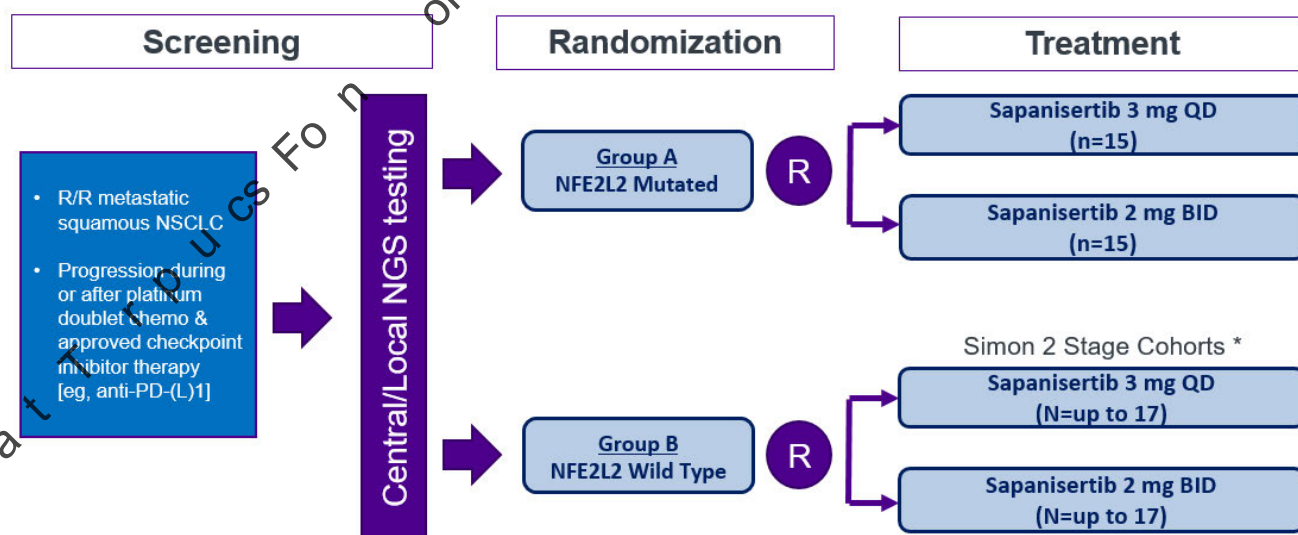 Screening
Randomization
Treatment
• R/R metastatic
squamous NSCLC
• Progression during
or after platinum
doublet chemo &
approved checkpoint
inhibitor therapy
[eg, anti-PD-(L)1]
Central/Local NGS testing
Group A
NFE2L2 Mutated
R
Sapanisertib 3 mg QD
(n=15)
Sapanisertib 2 mg BID
(n=15)
Group B
NFE2L2 Wild Type
R
Simon 2 Stage Cohorts *
Sapanisertib 3 mg QD
(N=up to 17)
Sapanisertib 2 mg BID
(N=up to 17)